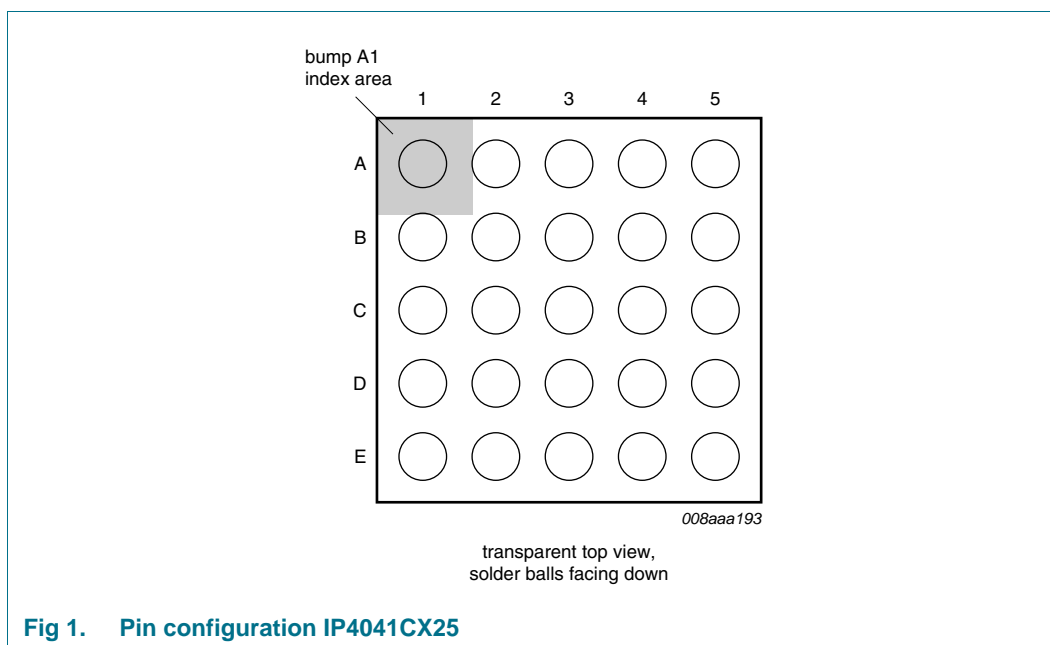 bump A1
index area
1 2 3 4 5
A
B
C
D
E
008aaa193
transparent top view,
solder balls facing down
Fig 1. Pin configuration IP4041CX25